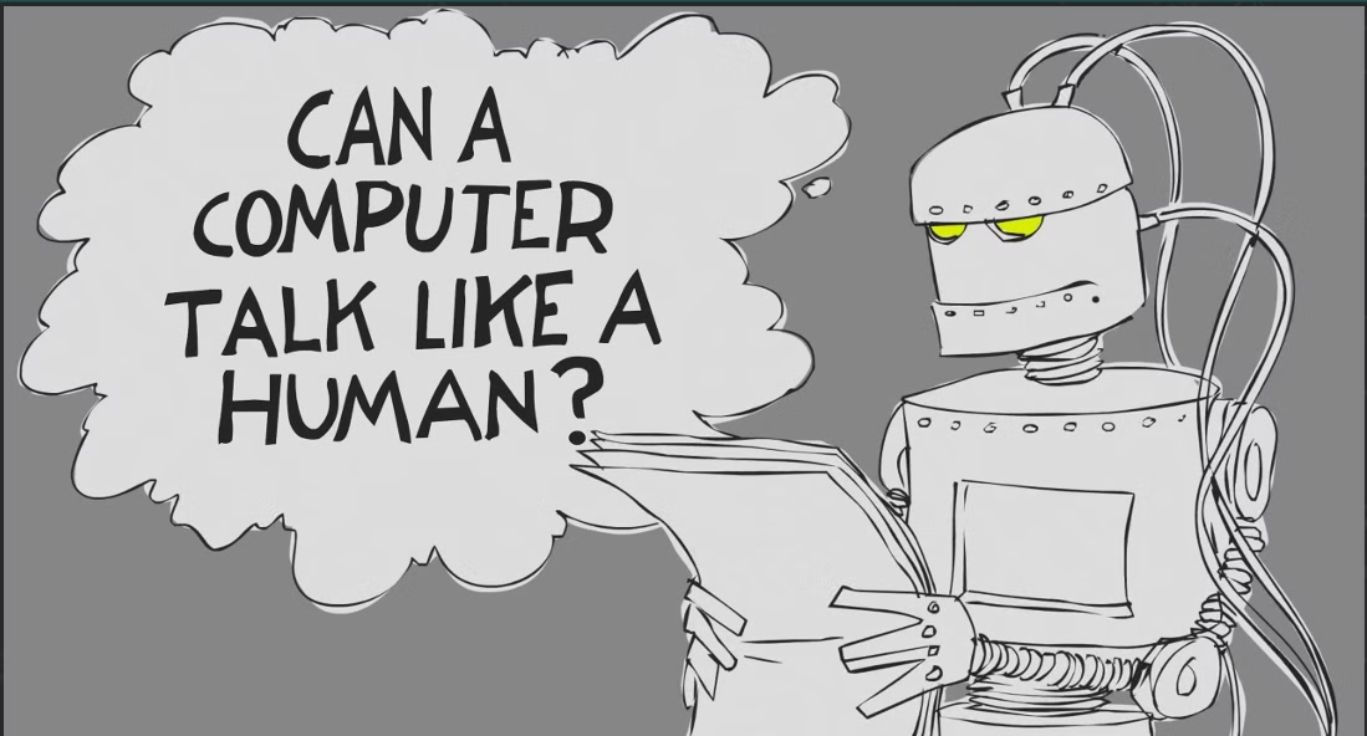 CAN A
COMPUTER
TALK LIKE A
HUMAN?